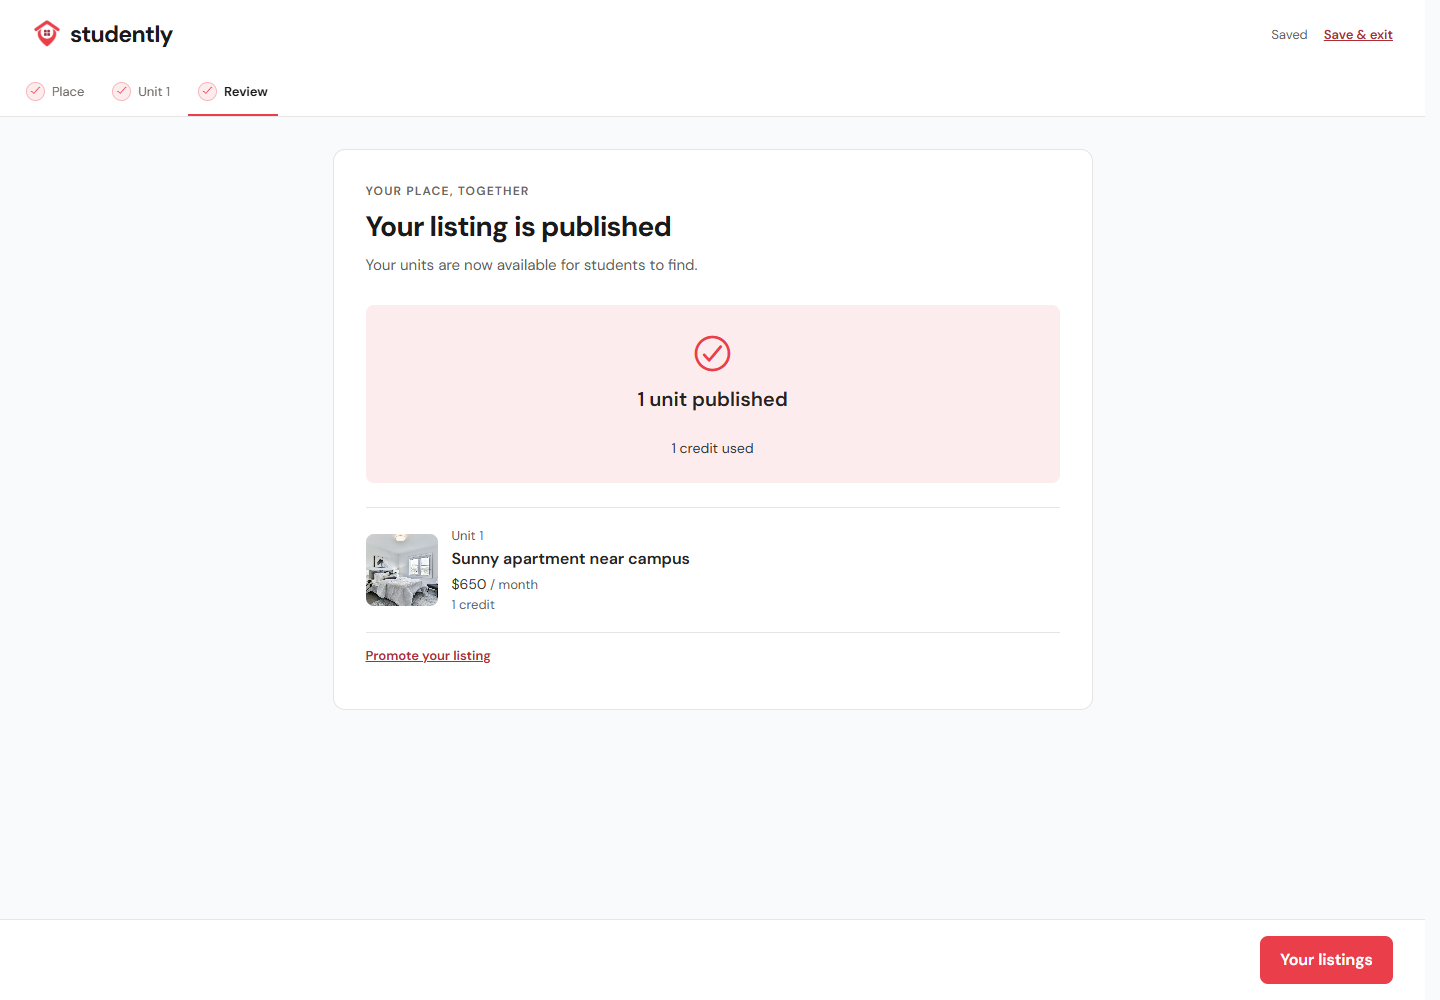 studently
Saved
Save & exit
Place
Unit 1
Review
YOUR PLACE, TOGETHER
Your listing is published
Your units are now available for students to find.
1 unit published
1 credit used
Unit 1
Sunny apartment near campus
$650 / month
1 credit
Promote your listing
Your listings